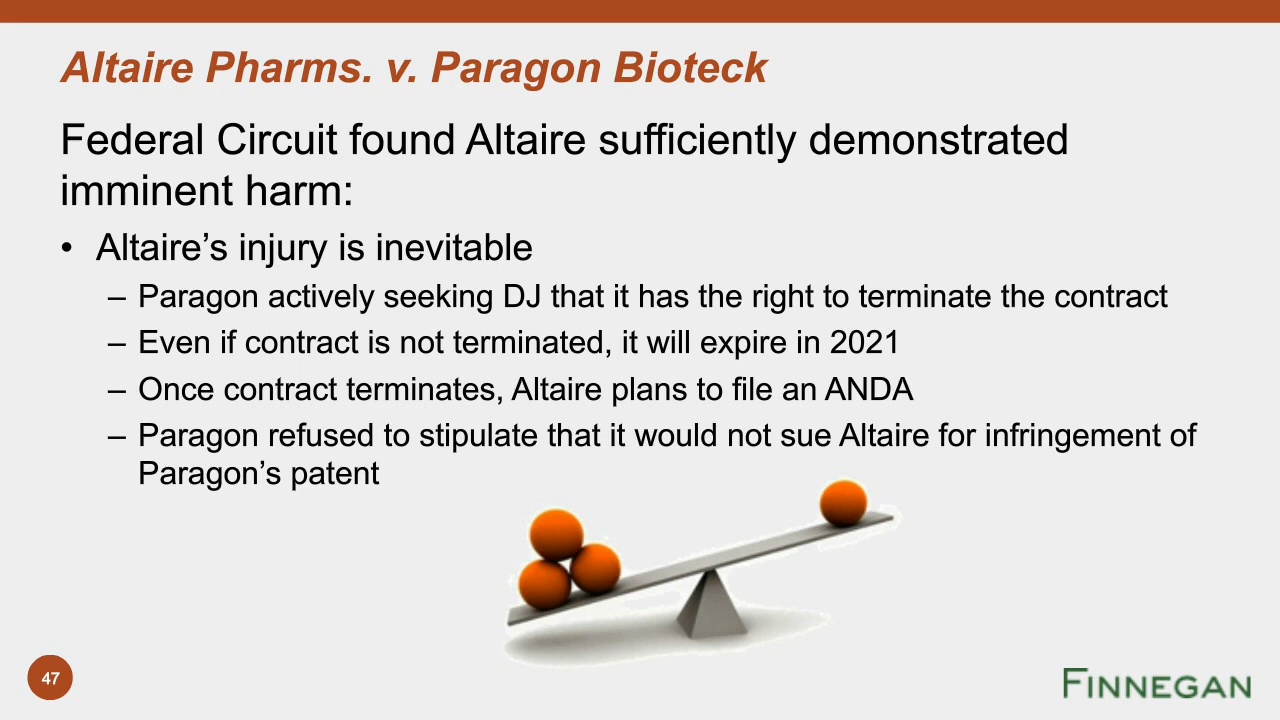 Altaire Pharms. v. Paragon Bioteck
Federal Circuit found Altaire sufficiently demonstrated
imminent harm:
• Altaire’s injury is inevitable
– Paragon actively seeking DJ that it has the right to terminate the contract
– Even if contract is not terminated, it will expire in 2021
– Once contract terminates, Altaire plans to file an ANDA
– Paragon refused to stipulate that it would not sue Altaire for infringement of
Paragon’s patent
47
FINNEGAN